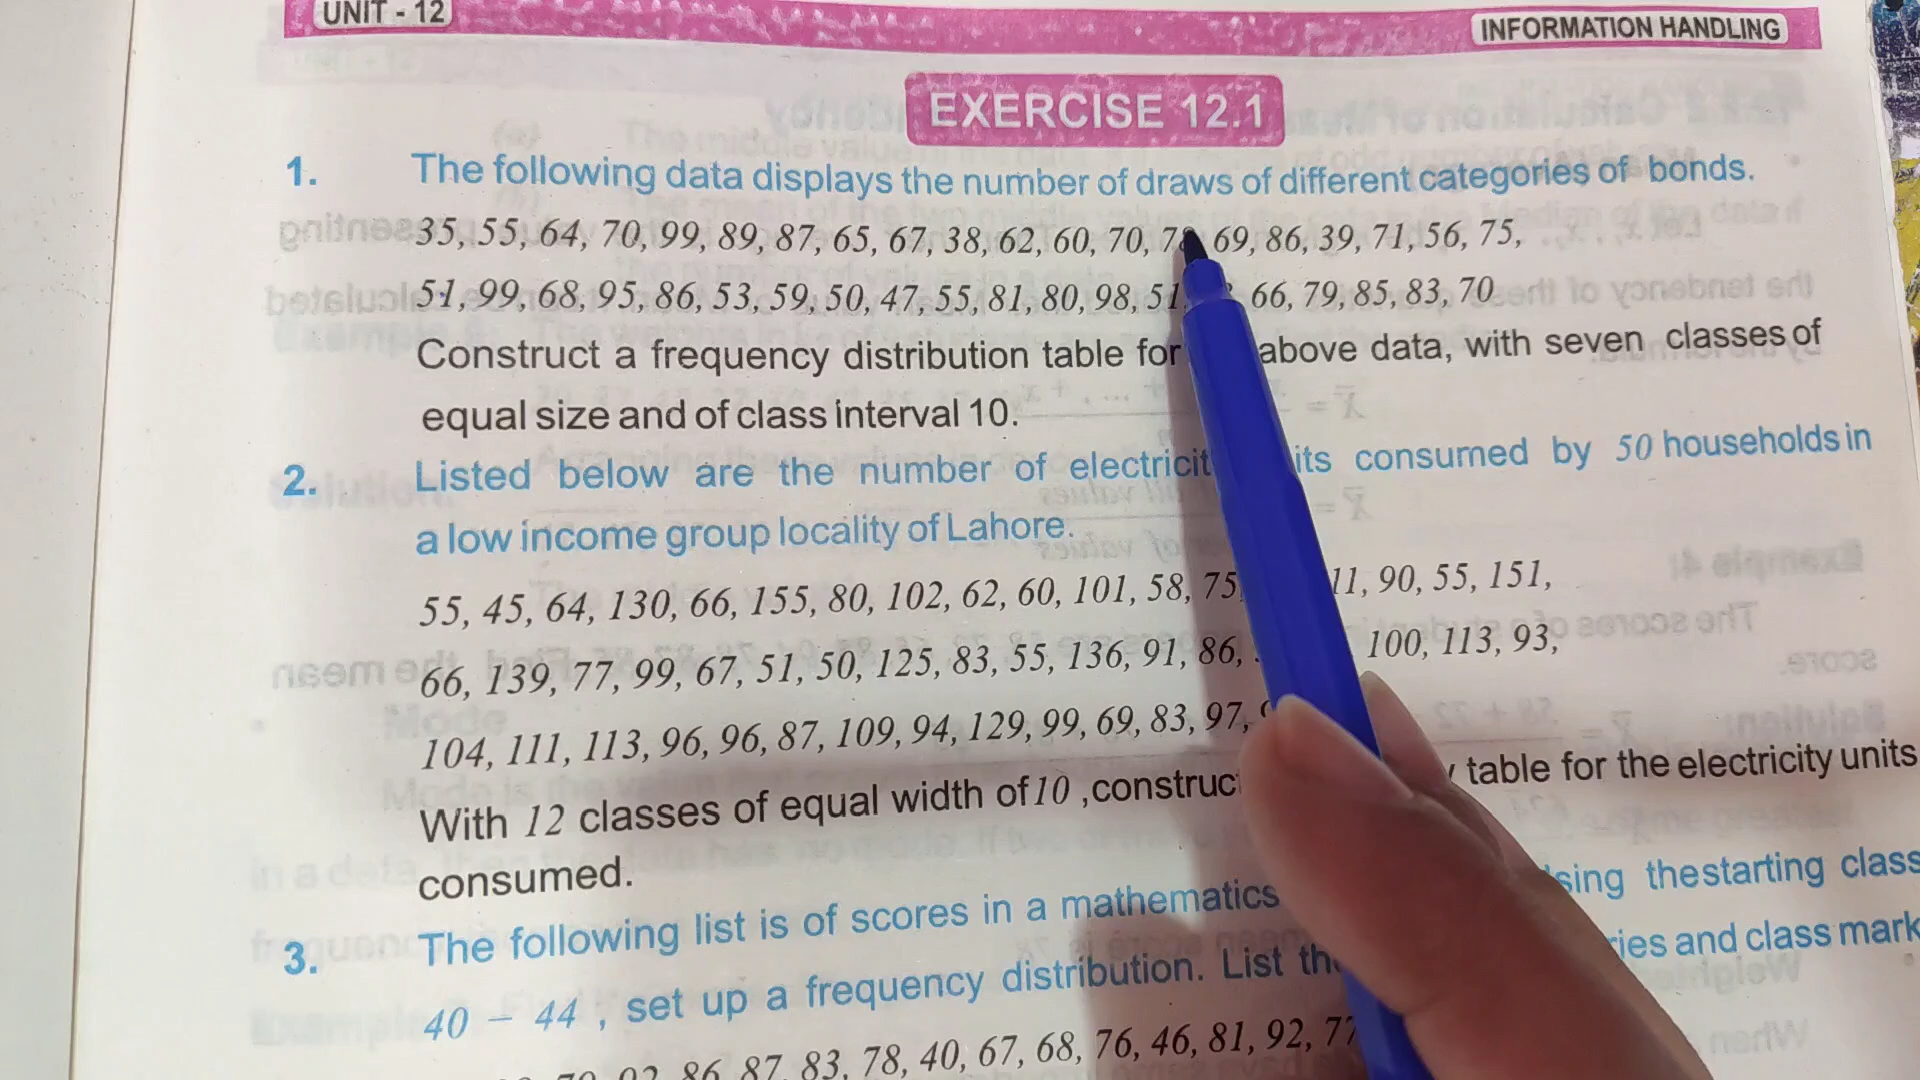 UNIT - 12
INFORMATION HANDLING
EXERCISE 12.1
1. The following data displays the number of draws of different categories of bonds.
35, 55, 64, 70, 99, 89, 87, 65, 67, 38, 62, 60, 70, 69, 86, 39, 71, 56, 75,
51, 99, 68, 95, 86, 53, 59, 50, 47, 55, 81, 80, 98, 51, 66, 79, 85, 83, 70
Construct a frequency distribution table for above data, with seven classes of
equal size and of class interval 10.
2. Listed below are the number of by 50 households in
consumed
a low income group locality of Lahore.
55, 45, 64, 130, 66, 155, 80, 102, 62, 60, 101, 58, 75 90, 55, 151,
66, 139, 77, 99, 67, 51, 50, 125, 83, 55, 136, 91, 86, 100, 113, 93,
104, 111, 113, 96, 96, 87, 109, 94, 129, 99, 69, 83, 97,
With 12 classes of equal width of 10 , table for the electricity units
consumed.
3. The following list is of scores in a mathematics the starting class
40 – 44 , set up a frequency distribution. List and class mark
86, 87, 83, 78, 40, 67, 68, 76, 46, 81, 92,